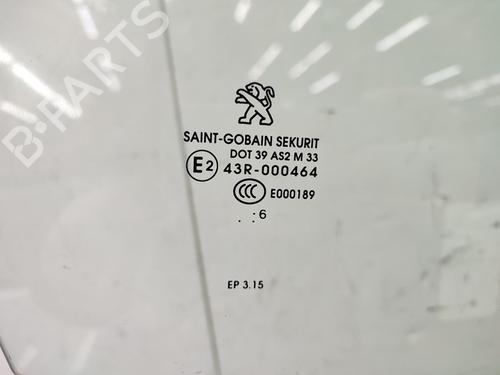 SAINT-GOBAIN SEKURIT
DOT 39 AS2 M 33
E2 43R-000464
CCC E000189
. .:6
EP 3.15
B-PARTS